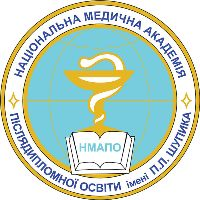 НАЦІОНАЛЬНА МЕДИЧНА АКАДЕМІЯ
ПІСЛЯДИПЛОМНОЇ ОСВІТИ імені П.Л. ШУПИКА
НМАПО